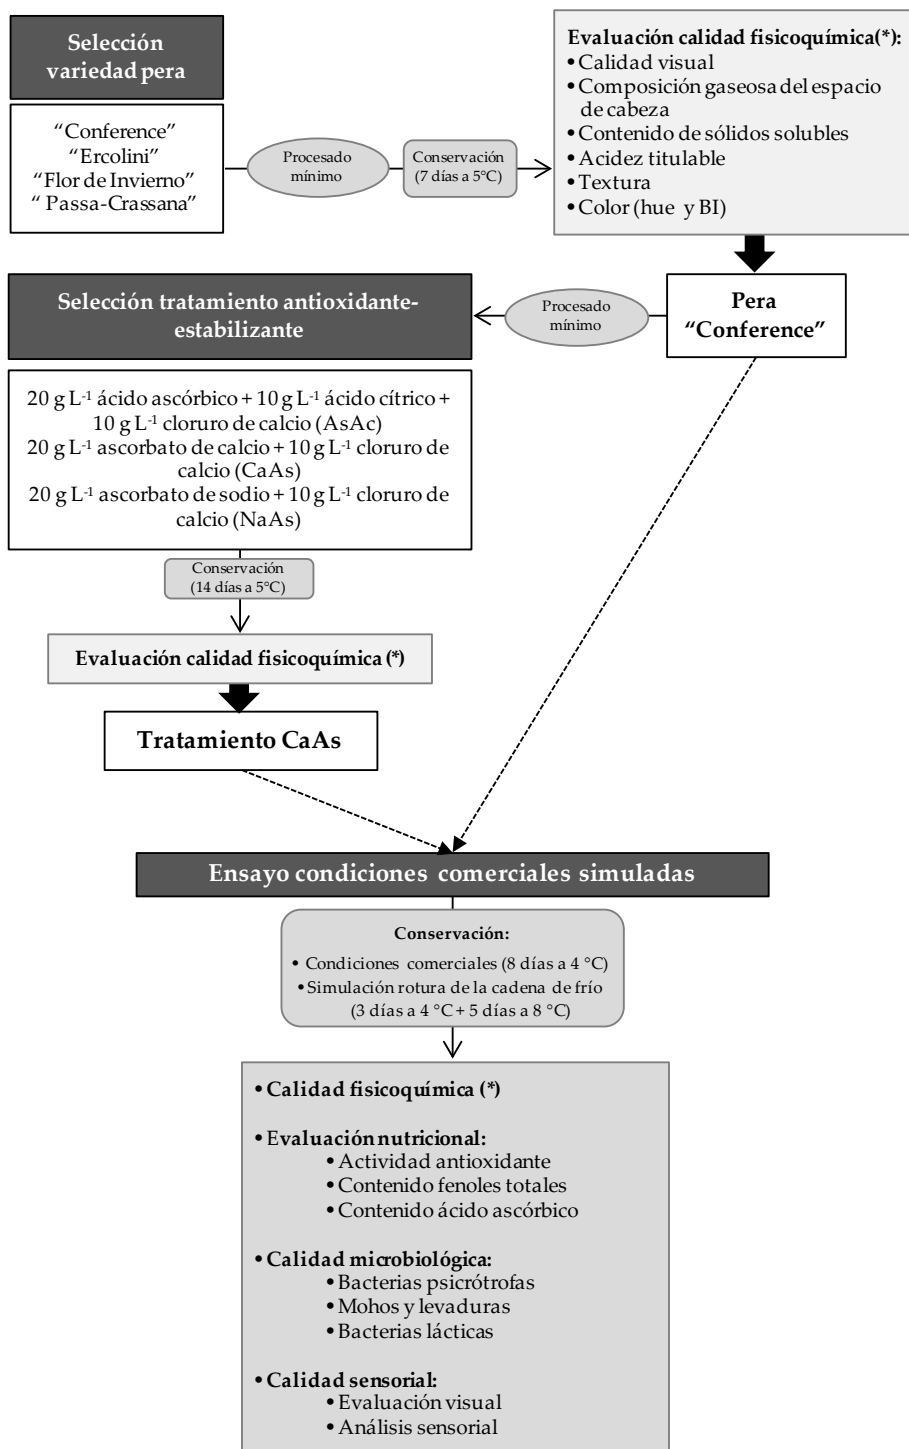 Selección
variedad pera
“Conference”
“Ercolini”
“Flor de Invierno”
“ Passa-Crassana”
Procesado
mínimo
Conservación
(7 días a 5°C)
Evaluación calidad fisicoquímica(*):
•Calidad visual
•Composición gaseosa del espacio
de cabeza
•Contenido de sólidos solubles
•Acidez titulable
•Textura
•Color (hue y BI)
Pera
“Conference”
Procesado
mínimo
Selección tratamiento antioxidante-
estabilizante
20 g L-1 ácido ascórbico + 10 g L-1 ácido cítrico +
10 g L-1 cloruro de calcio (AsAc)
20 g L-1 ascorbato de calcio + 10 g L-1 cloruro de
calcio (CaAs)
20 g L-1 ascorbato de sodio + 10 g L-1 cloruro de
calcio (NaAs)
Conservación
(14 días a 5°C)
Evaluación calidad fisicoquímica (*)
Tratamiento CaAs
Ensayo condiciones comerciales simuladas
Conservación:
• Condiciones comerciales (8 días a 4 °C)
•Simulación rotura de la cadena de frío
(3 días a 4 °C + 5 días a 8 °C)
•Calidad fisicoquímica (*)
•Evaluación nutricional:
•Actividad antioxidante
•Contenido fenoles totales
•Contenido ácido ascórbico
•Calidad microbiológica:
•Bacterias psicrótrofas
•Mohos y levaduras
•Bacterias lácticas
•Calidad sensorial:
•Evaluación visual
•Análisis sensorial